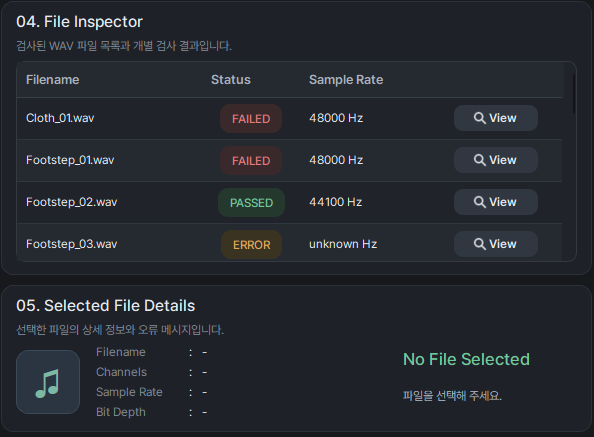 04. File Inspector
검사된 WAV 파일 목록과 개별 검사 결과입니다.
Filename Status Sample Rate
Cloth_01.wav FAILED 48000 Hz View
Footstep_01.wav FAILED 48000 Hz View
Footstep_02.wav PASSED 44100 Hz View
Footstep_03.wav ERROR unknown Hz View
05. Selected File Details
선택한 파일의 상세 정보와 오류 메시지입니다.
Filename : -
Channels : -
Sample Rate : -
Bit Depth : -
No File Selected
파일을 선택해 주세요.